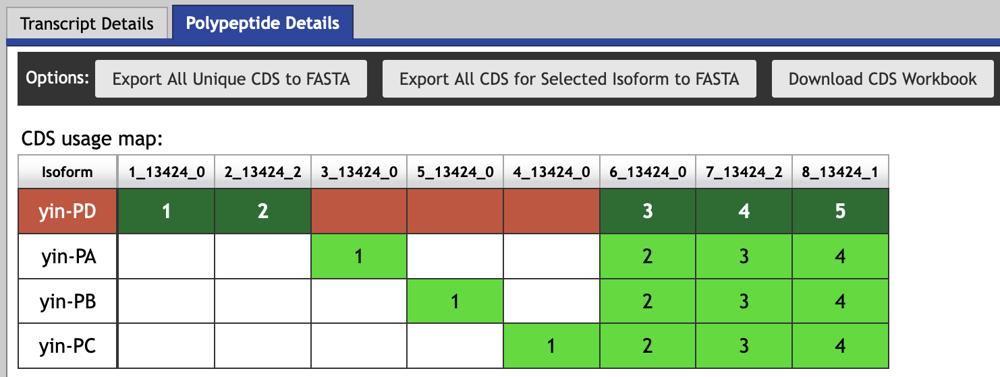 Transcript Details Polypeptide Details
Options: Export All Unique CDS to FASTA Export All CDS for Selected Isoform to FASTA Download CDS Workbook
CDS usage map:
Isoform 1_13424_0 2_13424_2 3_13424_0 5_13424_0 4_13424_0 6_13424_0 7_13424_2 8_13424_1
yin-PD 1 2 3 4 5
yin-PA 1 2 3 4
yin-PB 1 2 3 4
yin-PC 1 2 3 4